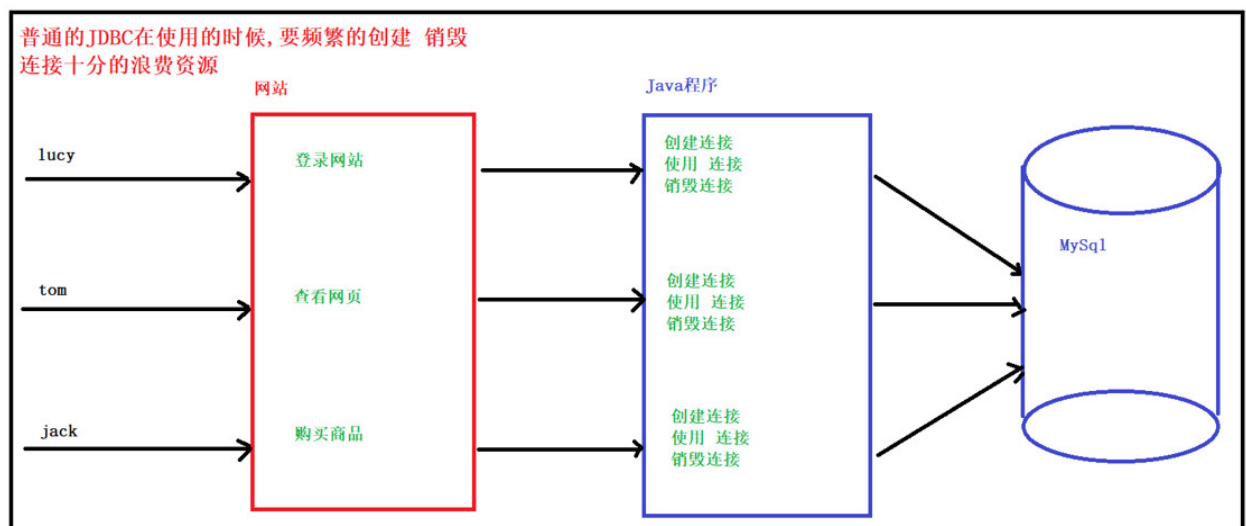 普通的JDBC在使用的时候,要频繁的创建 销毁
连接十分的浪费资源
网站
Java程序
lucy
登录网站
创建连接
使用 连接
销毁连接
MySql
tom
查看网页
创建连接
使用 连接
销毁连接
jack
购买商品
创建连接
使用 连接
销毁连接